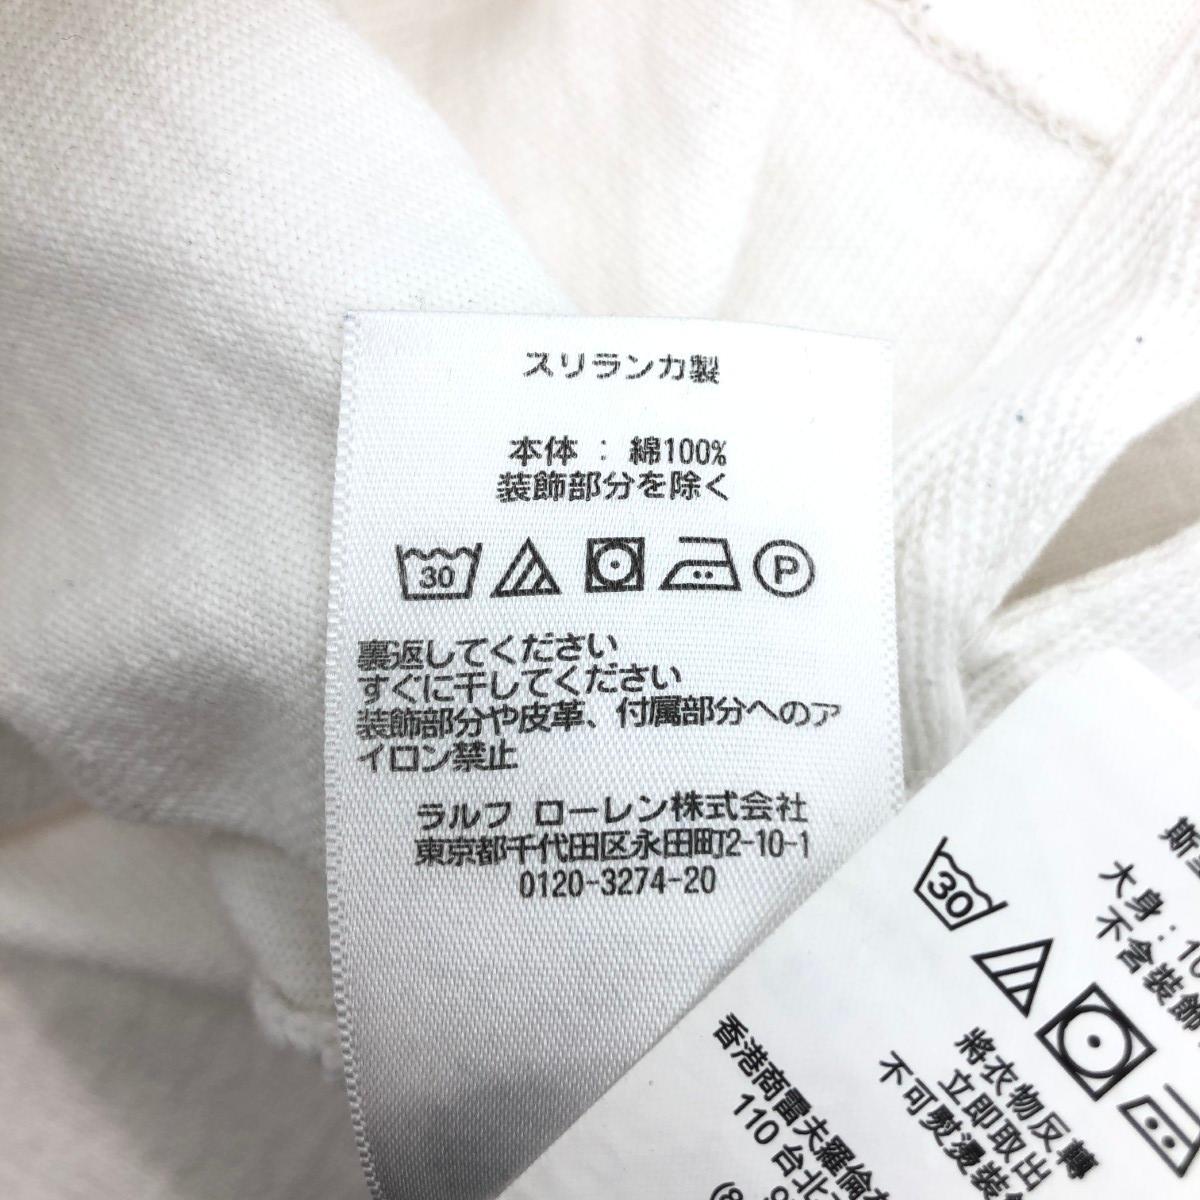 スリランカ製
本体 : 綿100%
装飾部分を除く
30
P
裏返してください
すぐに干してください
装飾部分や皮革、付属部分へのア
イロン禁止
ラルフ ローレン株式会社
東京都千代田区永田町2-10-1
0120-3274-20
大身:
不含装飾
30
將衣物反轉
立即取出
不可熨燙裝
香港商雷夫羅倫
110 台北